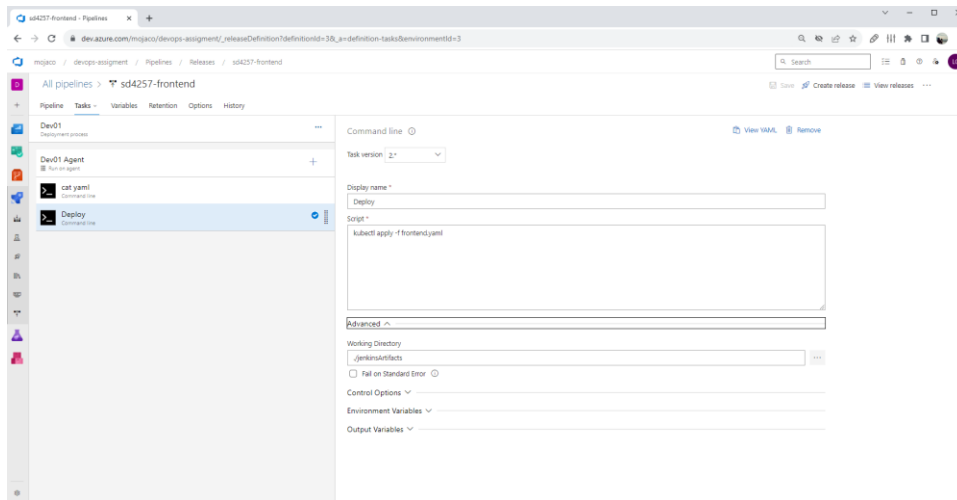 sd4257-frontend - Pipelines
dev.azure.com/mojaco/devops-assigment/_releaseDefinition?definitionId=3&_a=definition-tasks&environmentId=3
mojaco / devops-assigment / Pipelines / Releases / sd4257-frontend
Search
All pipelines > sd4257-frontend
Save Create release View releases
Pipeline Tasks Variables Retention Options History
Dev01
Deployment process
Dev01 Agent
Run on agent
cat yaml
Command line
Deploy
Command line
Command line
View YAML Remove
Task version 2.*
Display name *
Deploy
Script *
kubectl apply -f frontend.yaml
Advanced
Working Directory
./jenkinsArtifacts
Fail on Standard Error
Control Options
Environment Variables
Output Variables